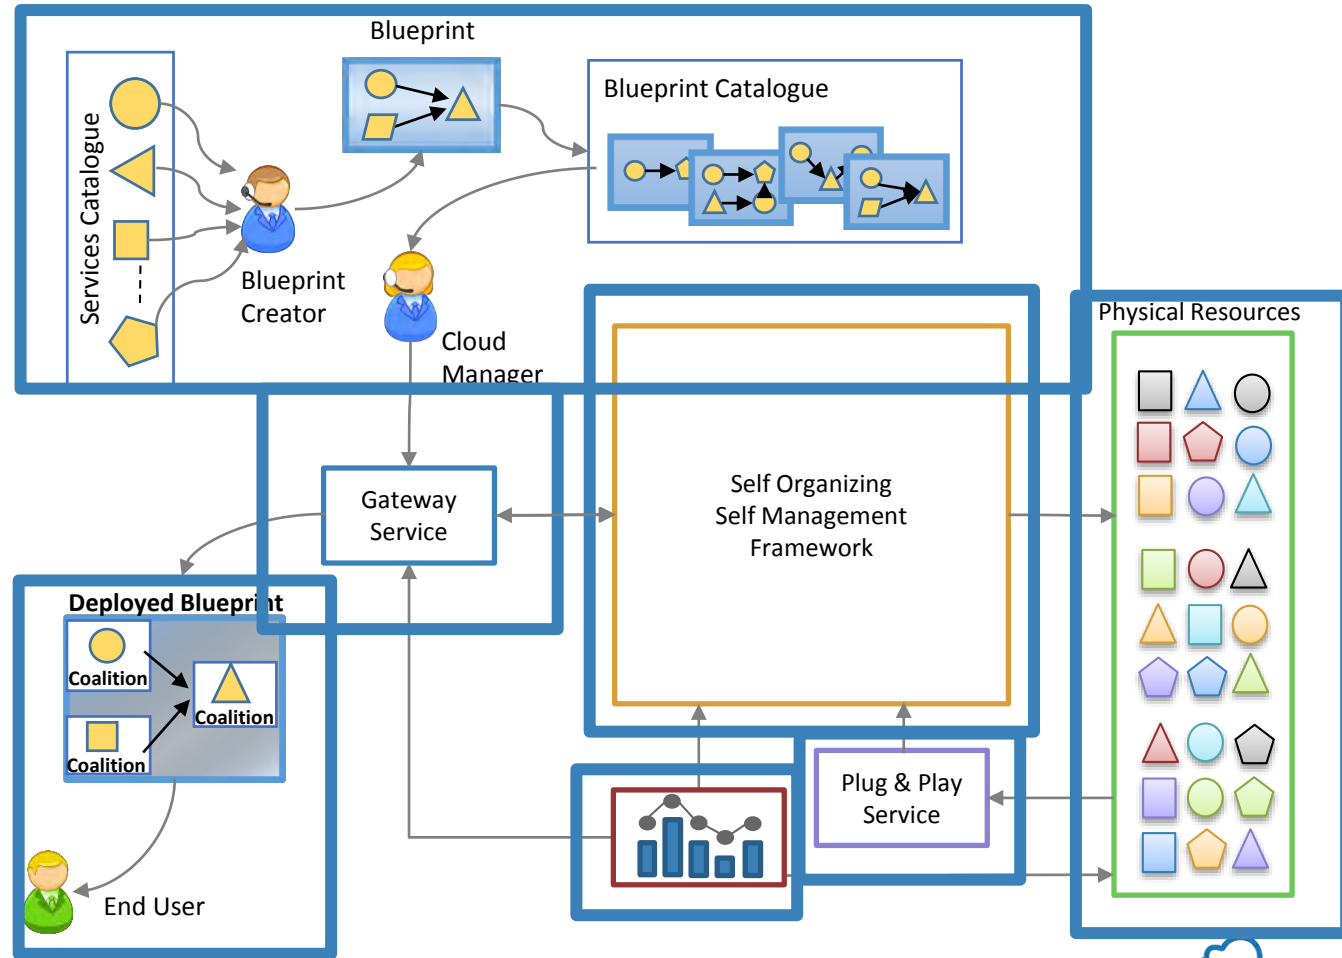 Blueprint
Services Catalogue
Blueprint Catalogue
Blueprint
Creator
Cloud
Manager
Physical Resources
Gateway
Service
Self Organizing
Self Management
Framework
Deployed Blueprint
Coalition
Coalition
Coalition
Plug & Play
Service
End User